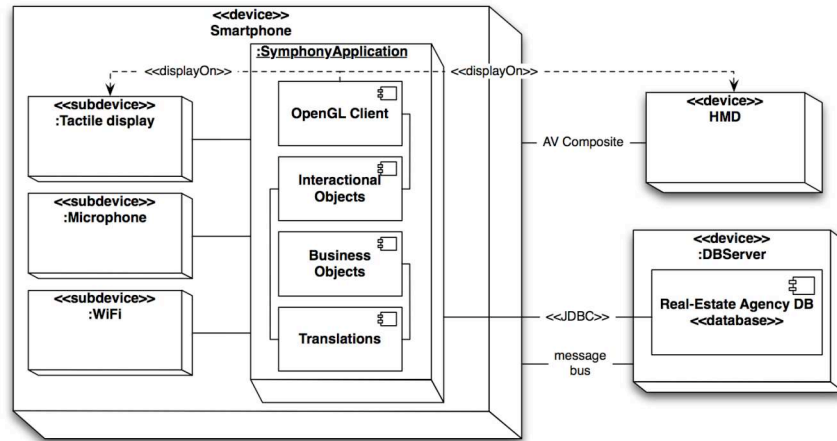 <<device>>
Smartphone
:SymphonyApplication
<<displayOn>>
<<displayOn>>
<<subdevice>>
:Tactile display
OpenGL Client
<<device>>
HMD
AV Composite
Interactional
Objects
<<subdevice>>
:Microphone
Business
Objects
<<device>>
:DBServer
Real-Estate Agency DB
<<database>>
<<subdevice>>
:WiFi
Translations
<<JDBC>>
message
bus